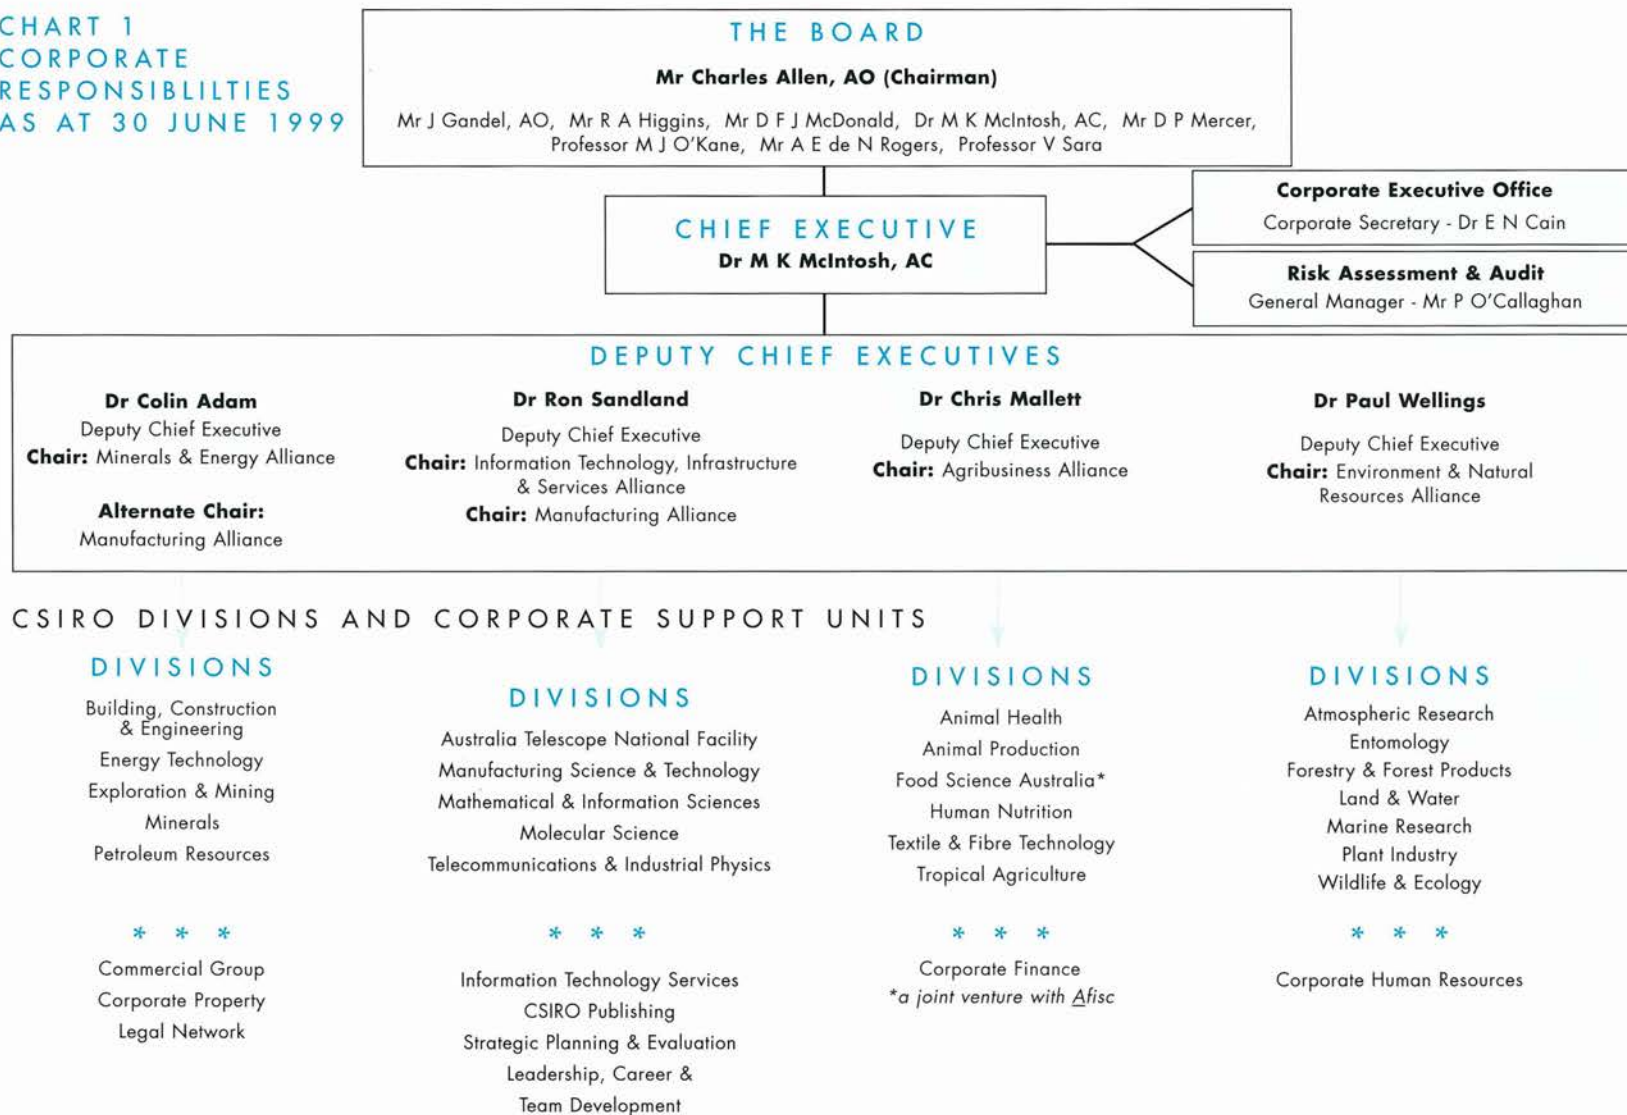 CHART 1
CORPORATE
RESPONSIBLILTIES
AS AT 30 JUNE 1999
THE BOARD
Mr Charles Allen, AO (Chairman)
Mr J Gandel, AO, Mr R A Higgins, Mr D F J McDonald, Dr M K McIntosh, AC, Mr D P Mercer,
Professor M J O'Kane, Mr A E de N Rogers, Professor V Sara
CHIEF EXECUTIVE
Dr M K McIntosh, AC
Corporate Executive Office
Corporate Secretary - Dr E N Cain
Risk Assessment & Audit
General Manager - Mr P O'Callaghan
DEPUTY CHIEF EXECUTIVES
Dr Colin Adam
Deputy Chief Executive
Chair: Minerals & Energy Alliance
Alternate Chair:
Manufacturing Alliance
Dr Ron Sandland
Deputy Chief Executive
Chair: Information Technology, Infrastructure
& Services Alliance
Chair: Manufacturing Alliance
Dr Chris Mallett
Deputy Chief Executive
Chair: Agribusiness Alliance
Dr Paul Wellings
Deputy Chief Executive
Chair: Environment & Natural
Resources Alliance
CSIRO DIVISIONS AND CORPORATE SUPPORT UNITS
DIVISIONS
Building, Construction
& Engineering
Energy Technology
Exploration & Mining
Minerals
Petroleum Resources
* * *
Commercial Group
Corporate Property
Legal Network
DIVISIONS
Australia Telescope National Facility
Manufacturing Science & Technology
Mathematical & Information Sciences
Molecular Science
Telecommunications & Industrial Physics
* * *
Information Technology Services
CSIRO Publishing
Strategic Planning & Evaluation
Leadership, Career &
Team Development
DIVISIONS
Animal Health
Animal Production
Food Science Australia*
Human Nutrition
Textile & Fibre Technology
Tropical Agriculture
* * *
Corporate Finance
*a joint venture with Afisc
DIVISIONS
Atmospheric Research
Entomology
Forestry & Forest Products
Land & Water
Marine Research
Plant Industry
Wildlife & Ecology
* * *
Corporate Human Resources